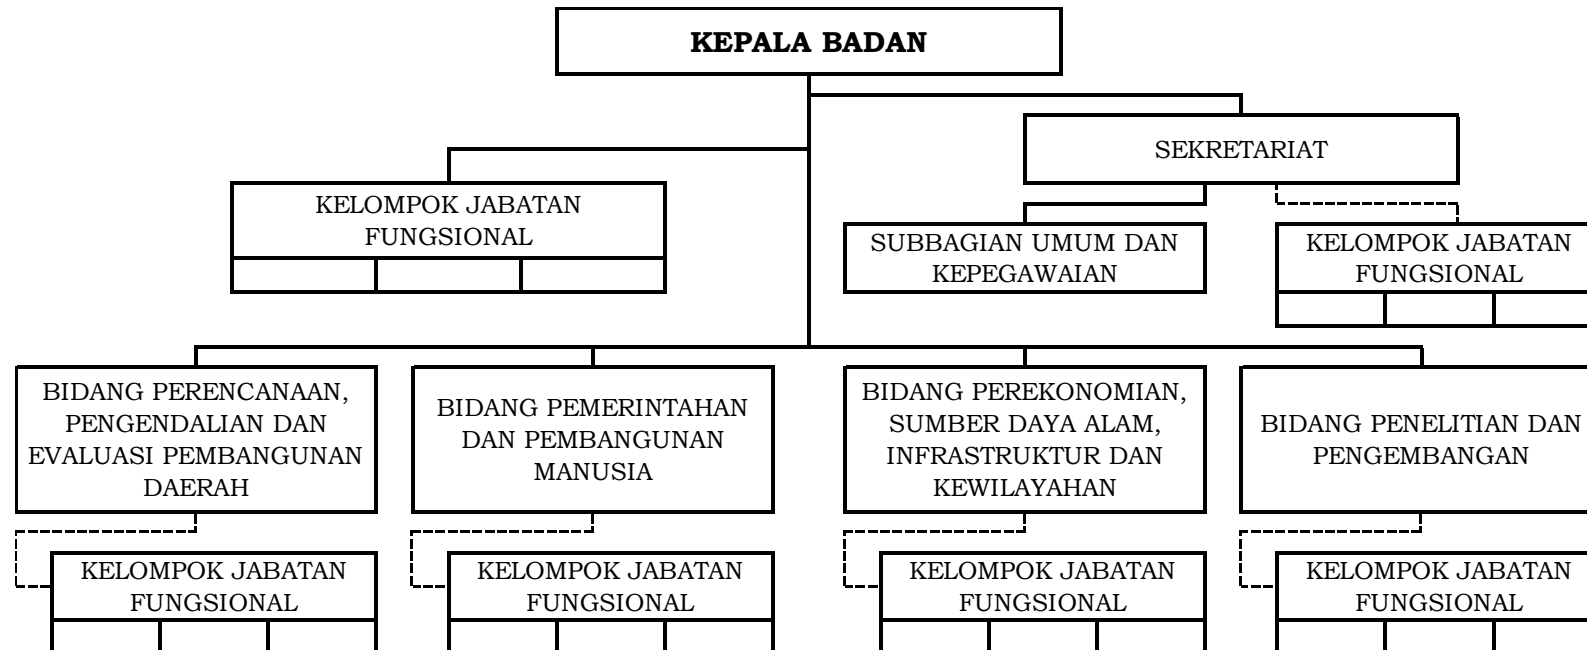 KEPALA BADAN
SEKRETARIAT
KELOMPOK JABATAN
FUNGSIONAL
SUBBAGIAN UMUM DAN
KEPEGAWAIAN
KELOMPOK JABATAN
FUNGSIONAL
BIDANG PERENCANAAN,
PENGENDALIAN DAN
EVALUASI PEMBANGUNAN
DAERAH
BIDANG PEMERINTAHAN
DAN PEMBANGUNAN
MANUSIA
BIDANG PEREKONOMIAN,
SUMBER DAYA ALAM,
INFRASTRUKTUR DAN
KEWILAYAHAN
BIDANG PENELITIAN DAN
PENGEMBANGAN
KELOMPOK JABATAN
FUNGSIONAL
KELOMPOK JABATAN
FUNGSIONAL
KELOMPOK JABATAN
FUNGSIONAL
KELOMPOK JABATAN
FUNGSIONAL